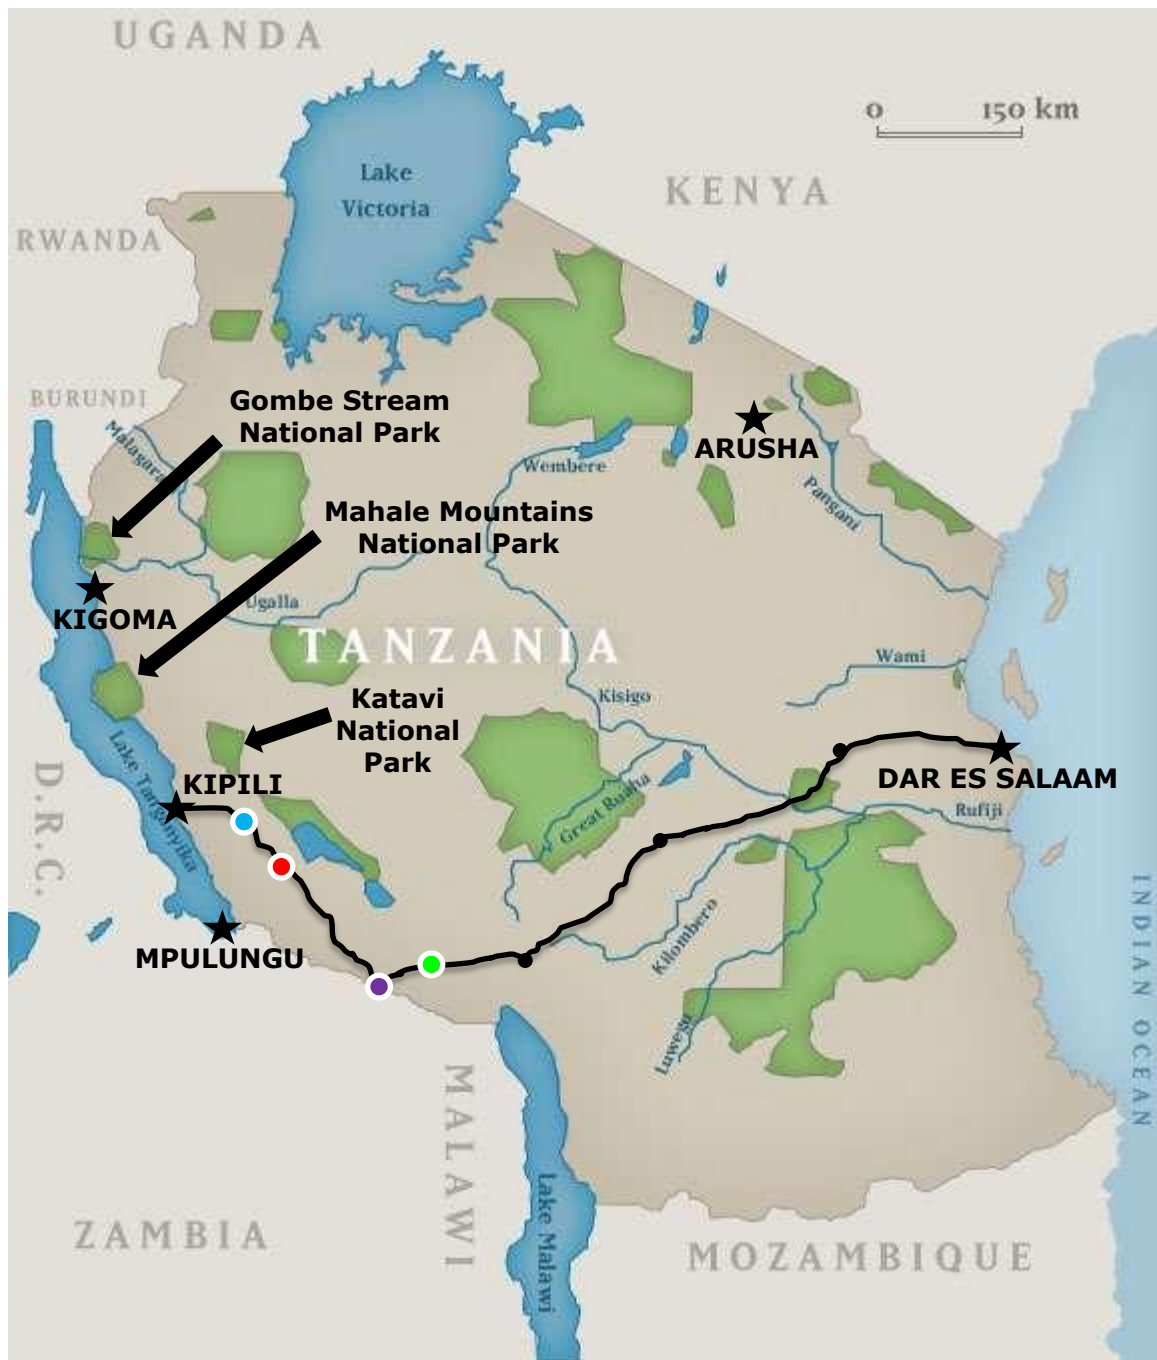 UGANDA
0 150 km
Lake
Victoria
KENYA
RWANDA
BURUNDI
Gombe Stream
National Park
Malagarasi
ARUSHA
Wembere
Pangani
Mahale Mountains
National Park
Ugalla
KIGOMA
TANZANIA
Wami
Kisigo
Katavi
National
Park
Lake Tanganyika
D.R.C.
KIPILI
DAR ES SALAAM
Great Ruaha
Rufiji
Kilombero
MPULUNGU
INDIAN OCEAN
Luwegu
MALAWI
Lake Malawi
ZAMBIA
MOZAMBIQUE